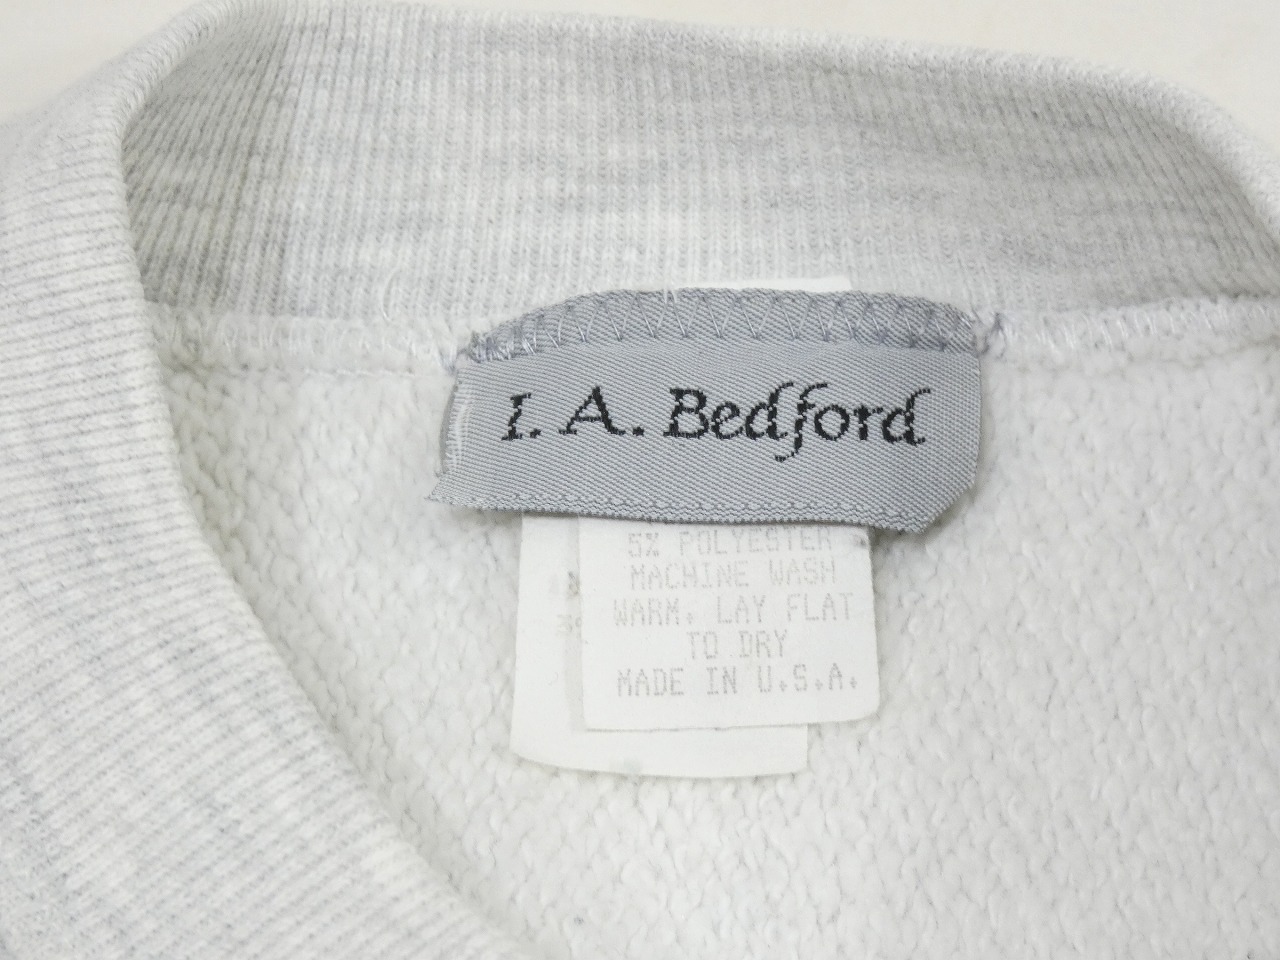 I. A. Bedford
5% POLYESTER
MACHINE WASH
WARM. LAY FLAT
TO DRY
MADE IN U.S.A.